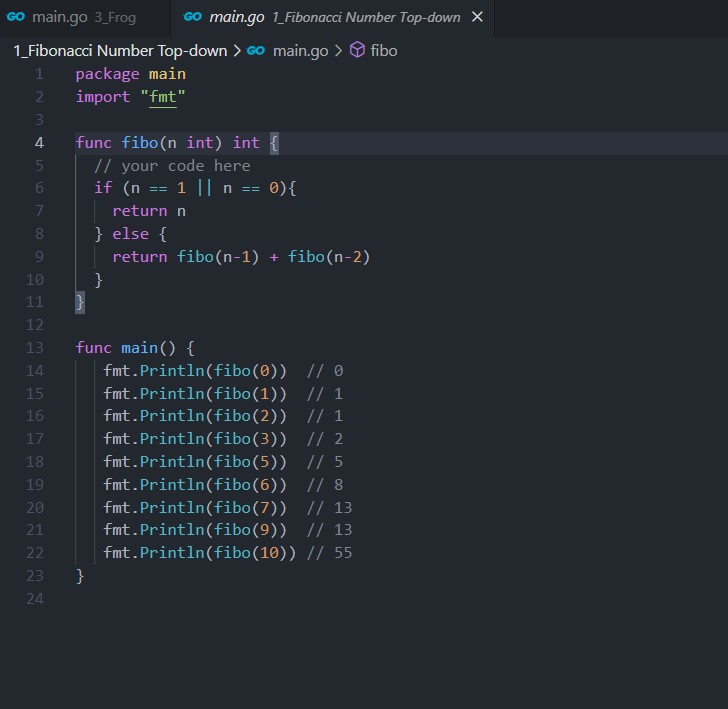 GO main.go 3_Frog GO main.go 1_Fibonacci Number Top-down ×
1_Fibonacci Number Top-down > GO main.go > fibo
1 package main
2 import "fmt"
3
4 func fibo(n int) int {
5   // your code here
6   if (n == 1 || n == 0){
7     return n
8   } else {
9     return fibo(n-1) + fibo(n-2)
10   }
11 }
12
13 func main() {
14    fmt.Println(fibo(0))  // 0
15    fmt.Println(fibo(1))  // 1
16    fmt.Println(fibo(2))  // 1
17    fmt.Println(fibo(3))  // 2
18    fmt.Println(fibo(5))  // 5
19    fmt.Println(fibo(6))  // 8
20    fmt.Println(fibo(7))  // 13
21    fmt.Println(fibo(9))  // 13
22    fmt.Println(fibo(10)) // 55
23 }
24